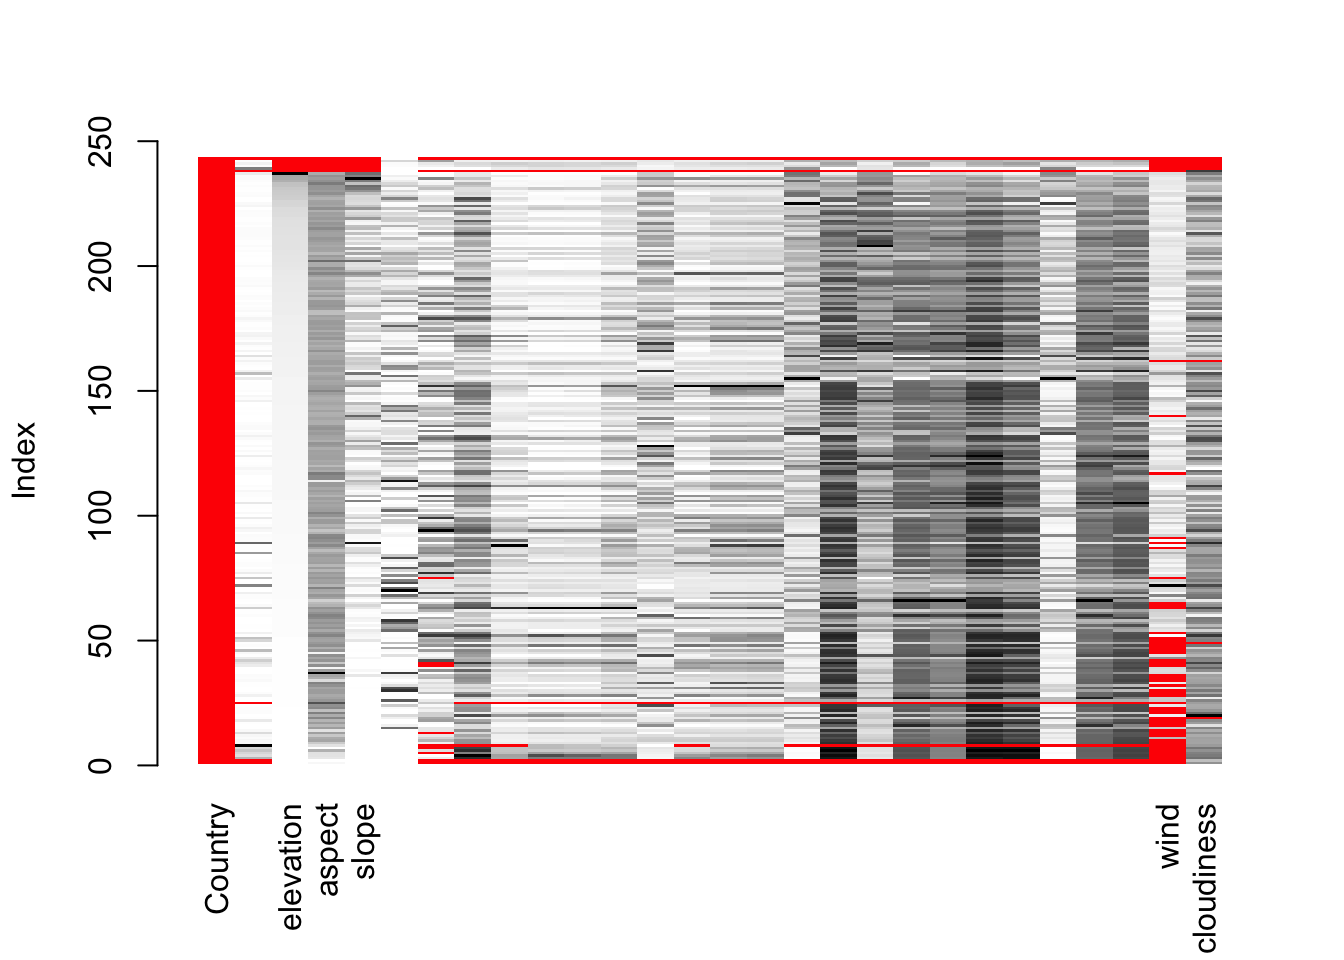 250
200
150
100
50
0
Index
Country
elevation
aspect
slope
wind
cloudiness